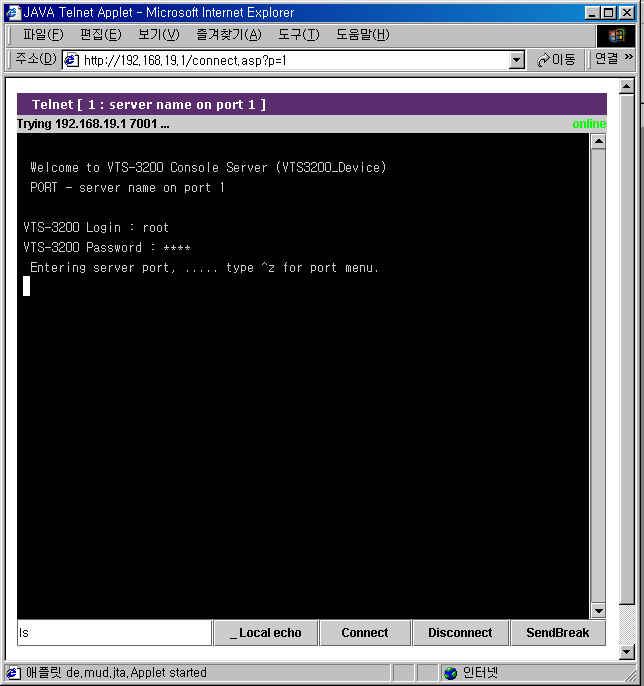 JAVA Telnet Applet - Microsoft Internet Explorer
파일(F) 편집(E) 보기(V) 즐겨찾기(A) 도구(T) 도움말(H)
주소(D) http://192.168.19.1/connect.asp?p=1 이동 연결 »
Telnet [ 1 : server name on port 1 ]
Trying 192.168.19.1 7001 ... online
Welcome to VTS-3200 Console Server (VTS3200_Device)
PORT - server name on port 1
VTS-3200 Login : root
VTS-3200 Password : ****
Entering server port, ..... type ^z for port menu.
ls _Local echo Connect Disconnect SendBreak
애플릿 de,mud,jta,Applet started 인터넷